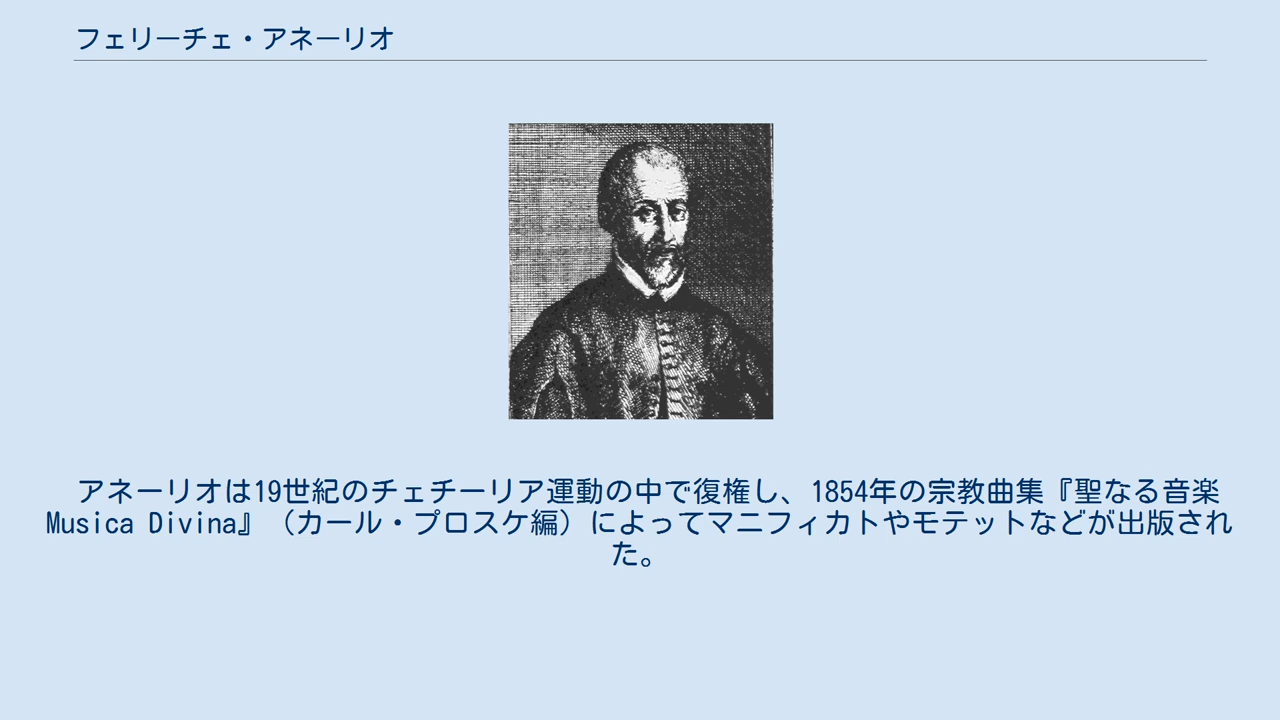 フェリーチェ・アネーリオ
アネーリオは19世紀のチェチーリア運動の中で復権し、1854年の宗教曲集『聖なる音楽
Musica Divina』（カール・プロスケ編）によってマニフィカトやモテットなどが出版され
た。